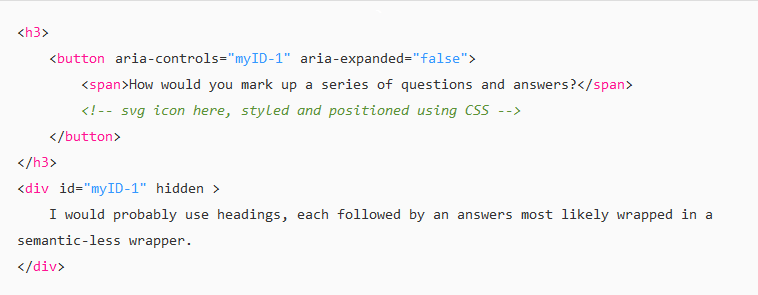 <h3>
    <button aria-controls="myID-1" aria-expanded="false">
        <span>How would you mark up a series of questions and answers?</span>
        <!-- svg icon here, styled and positioned using CSS -->
    </button>
</h3>
<div id="myID-1" hidden >
    I would probably use headings, each followed by an answers most likely wrapped in a
semantic-less wrapper.
</div>